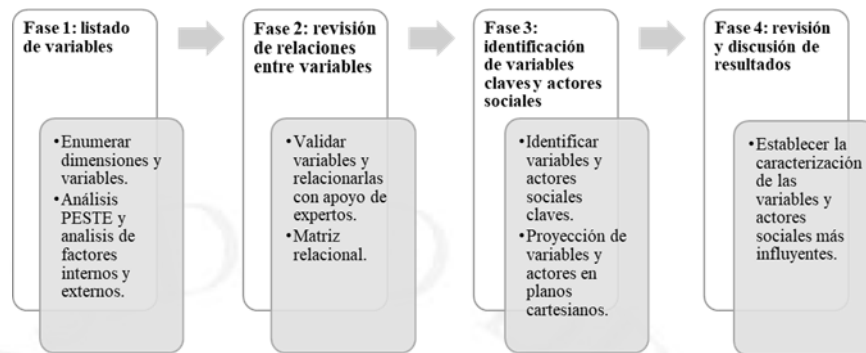 Fase 1: listado
de variables
•Enumerar
dimensiones y
variables.
•Análisis
PESTE y
analisis de
factores
internos y
externos.
Fase 2: revisión
de relaciones
entre variables
•Validar
variables y
relacionarlas
con apoyo de
expertos.
•Matriz
relacional.
Fase 3:
identificación
de variables
claves y actores
sociales
•Identificar
variables y
actores
sociales
claves.
•Proyección de
variables y
actores en
planos
cartesianos.
Fase 4: revisión
y discusión de
resultados
•Establecer la
caracterización
de las
variables y
actores
sociales más
influyentes.